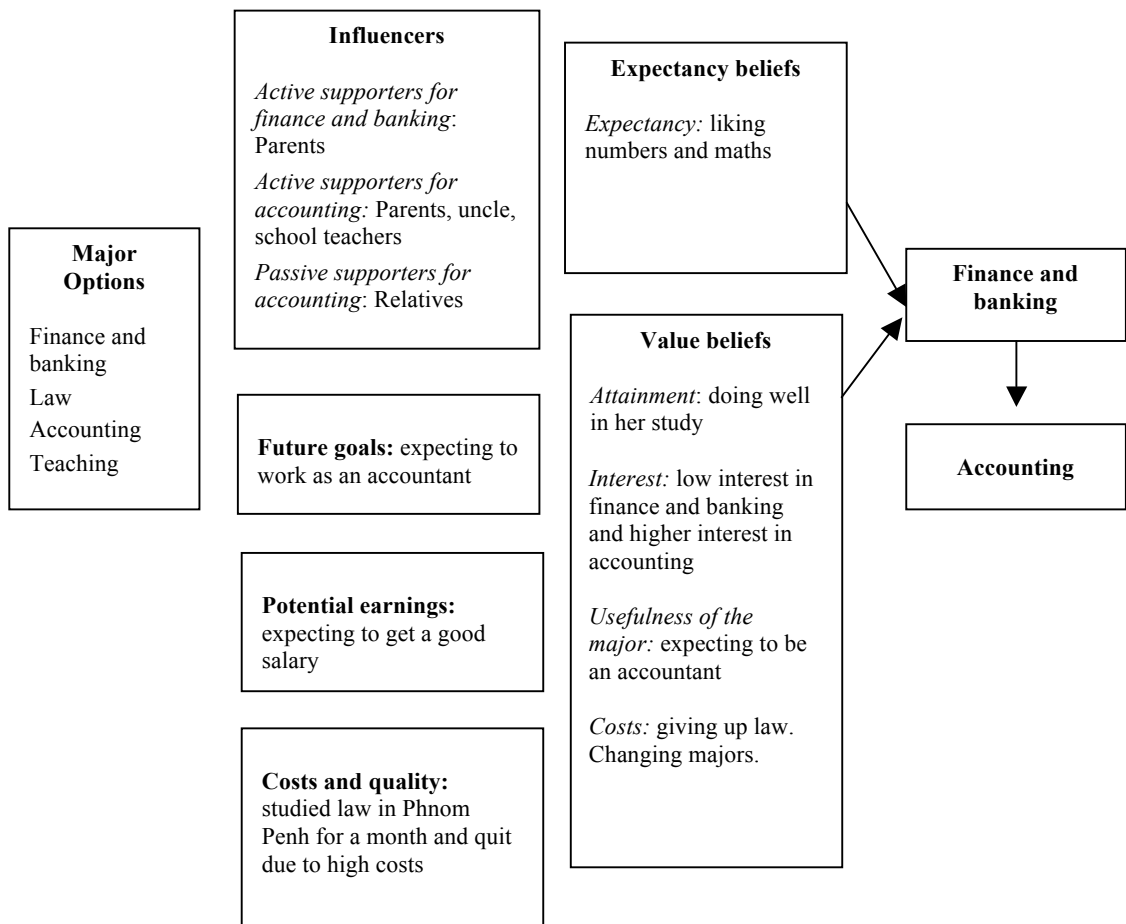 Major
Options
Finance and
banking
Law
Accounting
Teaching
Influencers
Active supporters for
finance and banking:
Parents
Active supporters for
accounting: Parents, uncle,
school teachers
Passive supporters for
accounting: Relatives
Future goals: expecting to
work as an accountant
Potential earnings:
expecting to get a good
salary
Costs and quality:
studied law in Phnom
Penh for a month and quit
due to high costs
Expectancy beliefs
Expectancy: liking
numbers and maths
Value beliefs
Attainment: doing well
in her study
Interest: low interest in
finance and banking
and higher interest in
accounting
Usefulness of the
major: expecting to be
an accountant
Costs: giving up law.
Changing majors.
Finance and
banking
Accounting